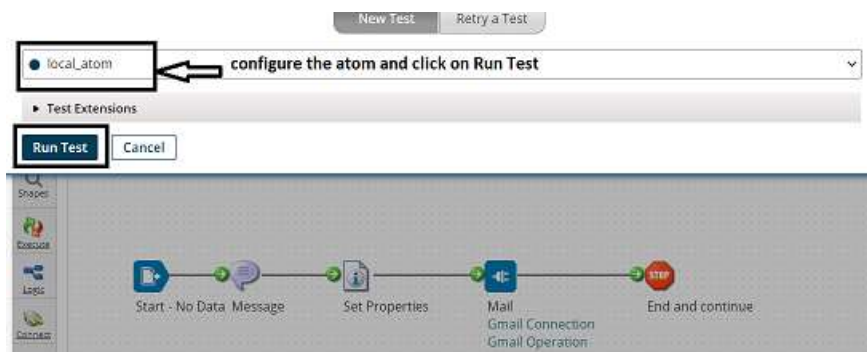 New Test Retry a Test
local_atom configure the atom and click on Run Test
Test Extensions
Run Test Cancel
Shapes
Execute
Logic
Connect
Start - No Data Message Set Properties Mail End and continue
Gmail Connection
Gmail Operation
STOP